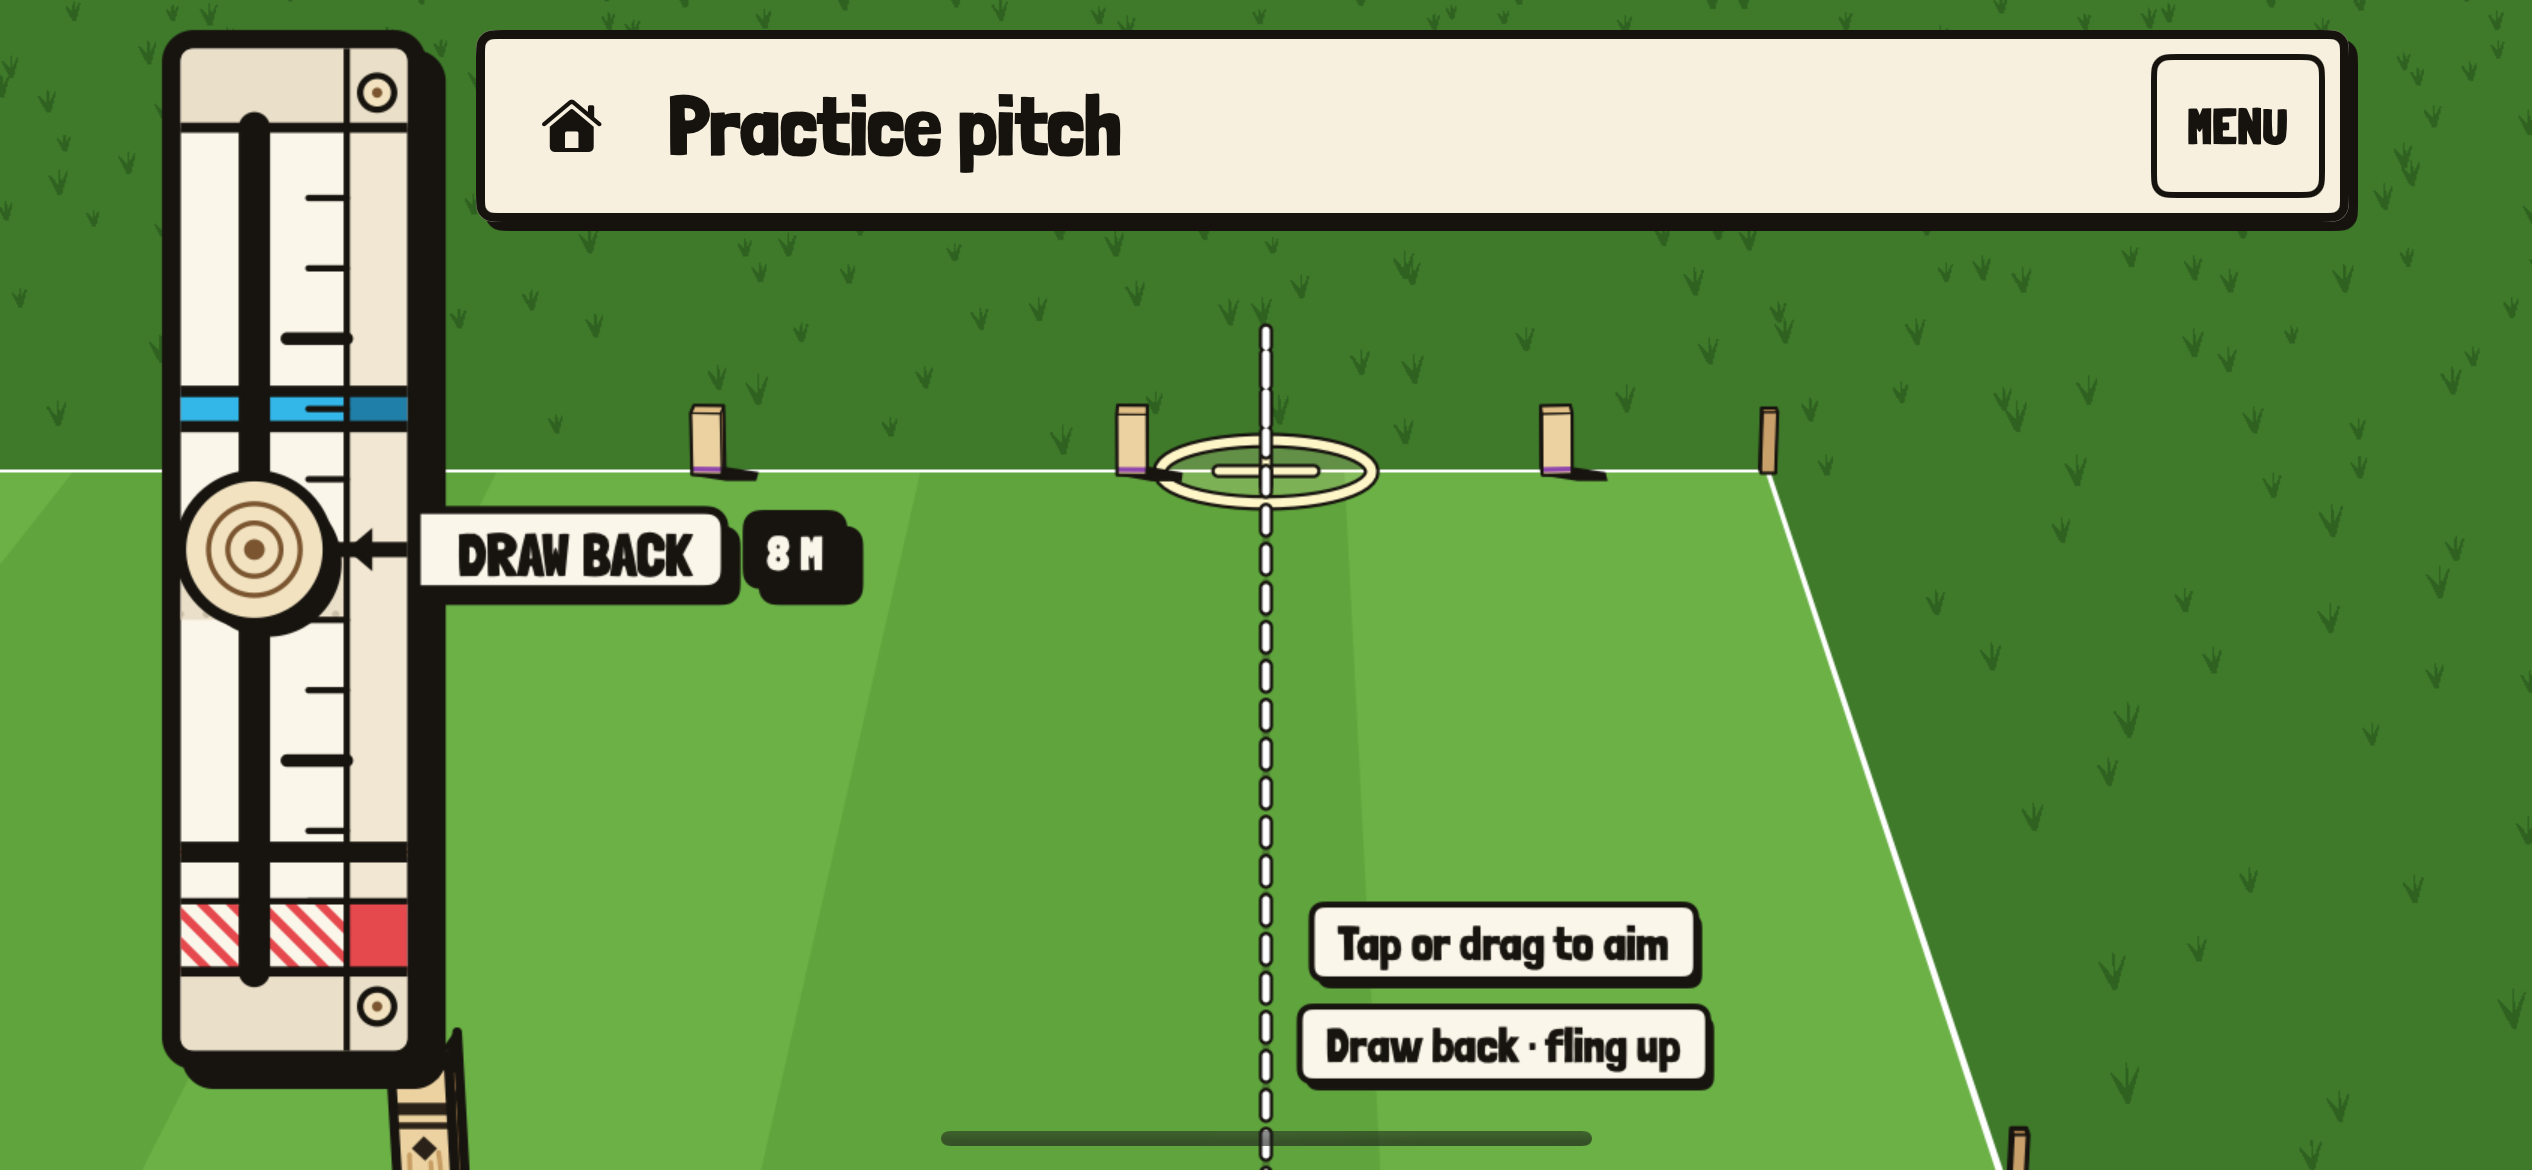 Practice pitch
MENU
DRAW BACK
8 M
Tap or drag to aim
Draw back · fling up